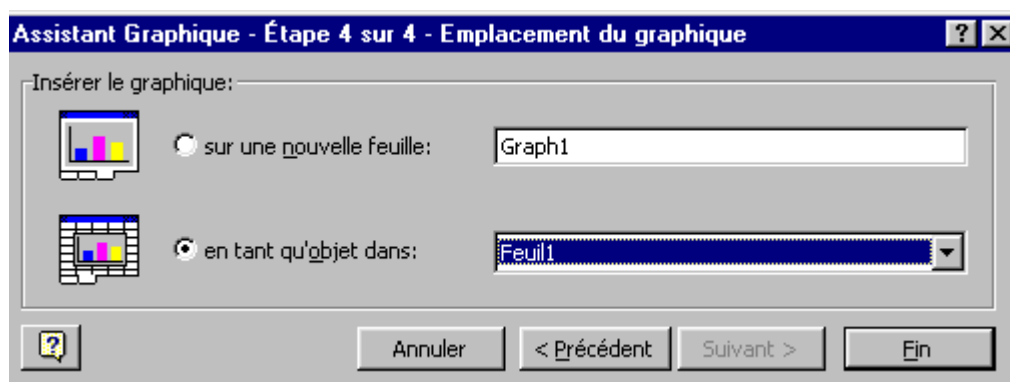 Assistant Graphique - Étape 4 sur 4 - Emplacement du graphique
Insérer le graphique:
sur une nouvelle feuille: Graph1
en tant qu'objet dans: Feuil1
Annuler < Précédent Suivant > Fin